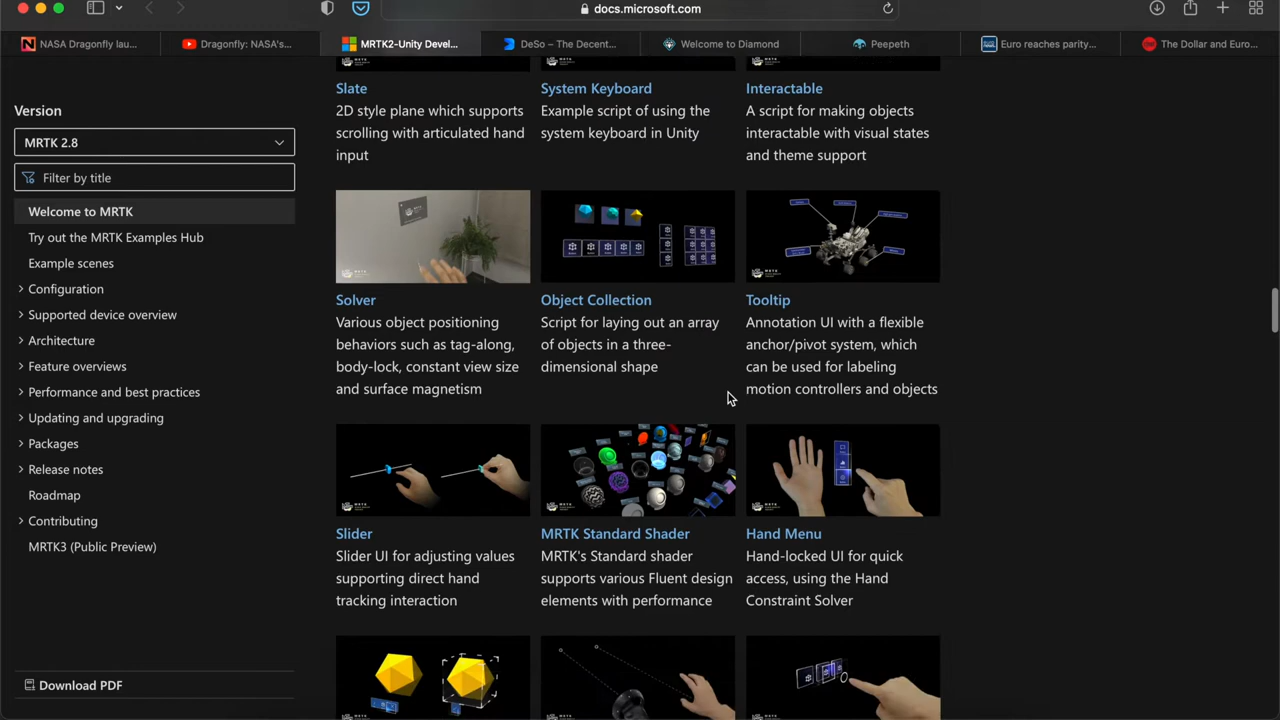 docs.microsoft.com
NASA Dragonfly lau...
Dragonfly: NASA's...
MRTK2-Unity Devel...
DeSo – The Decent...
Welcome to Diamond
Peepeth
Euro reaches parity...
The Dollar and Euro...
Version
MRTK 2.8
Filter by title
Welcome to MRTK
Try out the MRTK Examples Hub
Example scenes
Configuration
Supported device overview
Architecture
Feature overviews
Performance and best practices
Updating and upgrading
Packages
Release notes
Roadmap
Contributing
MRTK3 (Public Preview)
Download PDF
Slate
2D style plane which supports
scrolling with articulated hand
input
System Keyboard
Example script of using the
system keyboard in Unity
Interactable
A script for making objects
interactable with visual states
and theme support
Solver
Various object positioning
behaviors such as tag-along,
body-lock, constant view size
and surface magnetism
Object Collection
Script for laying out an array
of objects in a three-
dimensional shape
Tooltip
Annotation UI with a flexible
anchor/pivot system, which
can be used for labeling
motion controllers and objects
Slider
Slider UI for adjusting values
supporting direct hand
tracking interaction
MRTK Standard Shader
MRTK's Standard shader
supports various Fluent design
elements with performance
Hand Menu
Hand-locked UI for quick
access, using the Hand
Constraint Solver